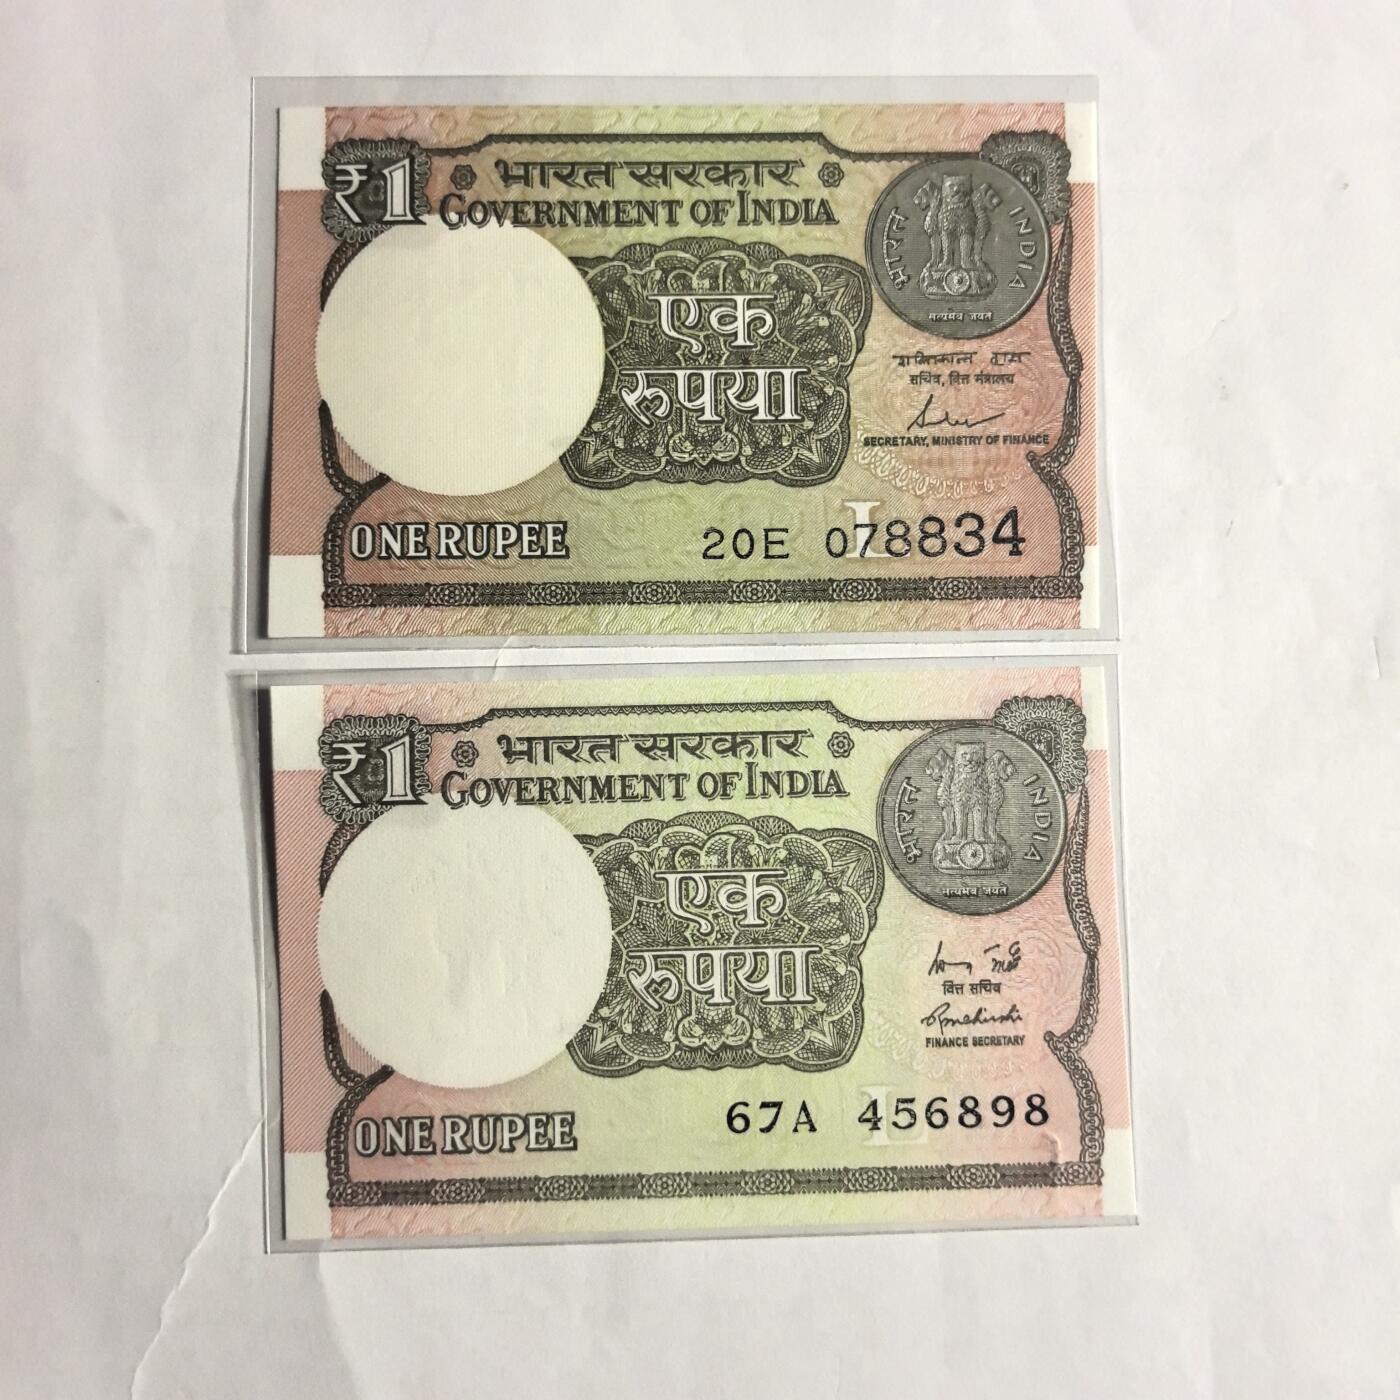 ₹1
भारत सरकार
GOVERNMENT OF INDIA
भारत
INDIA
सत्यमेव जयते
एक
रुपया
शक्तिकान्त दास
सचिव, वित्त मंत्रालय
SECRETARY, MINISTRY OF FINANCE
ONE RUPEE
L
20E 078834
₹1
भारत सरकार
GOVERNMENT OF INDIA
भारत
INDIA
सत्यमेव जयते
एक
रुपया
वित्त सचिव
FINANCE SECRETARY
ONE RUPEE
L
67A 456898